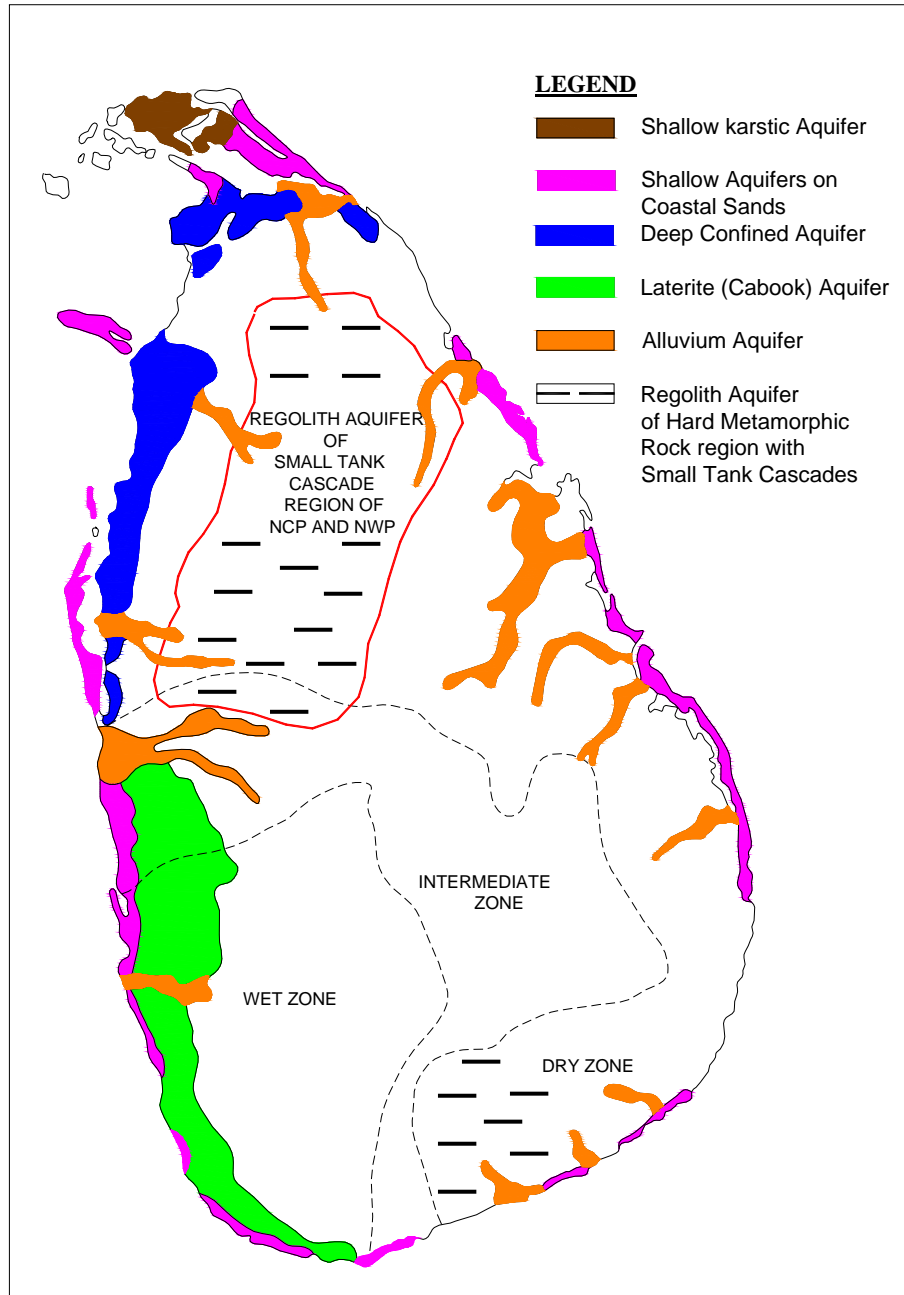 LEGEND
Shallow karstic Aquifer
Shallow Aquifers on
Coastal Sands
Deep Confined Aquifer
Laterite (Cabook) Aquifer
Alluvium Aquifer
Regolith Aquifer
of Hard Metamorphic
Rock region with
Small Tank Cascades
REGOLITH AQUIFER
OF
SMALL TANK
CASCADE
REGION OF
NCP AND NWP
INTERMEDIATE
ZONE
WET ZONE
DRY ZONE